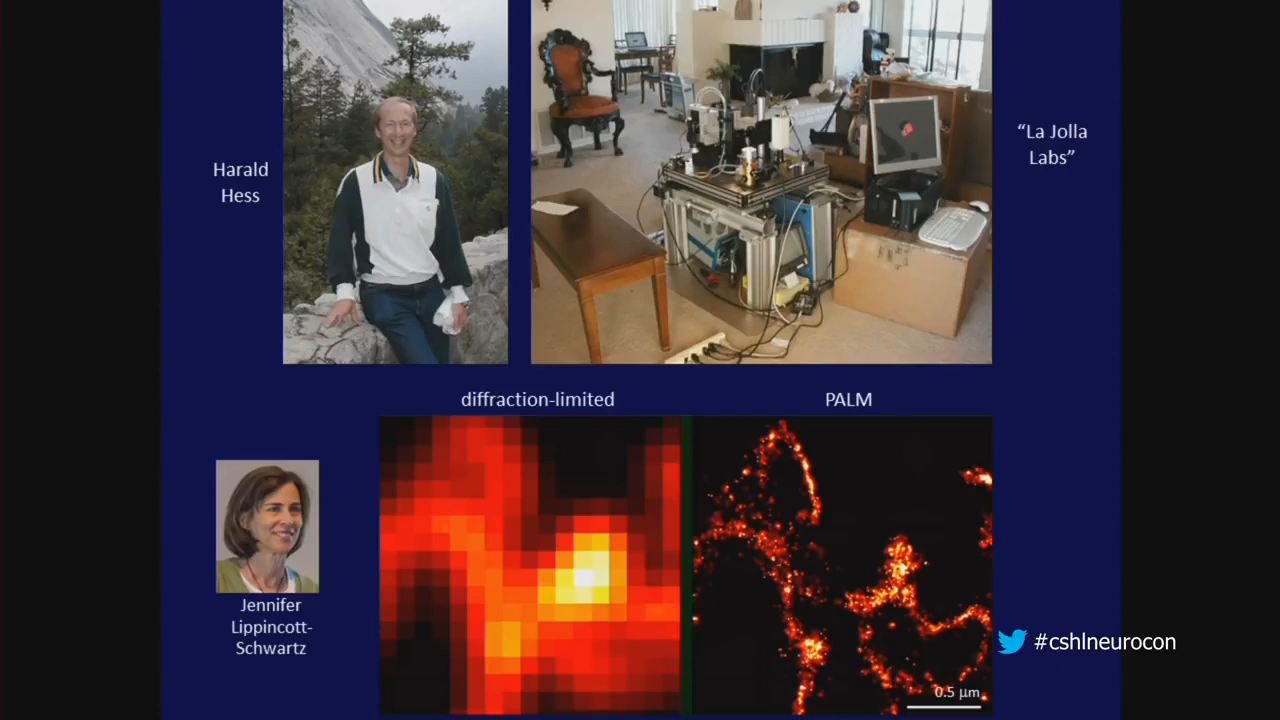 Harald
Hess
“La Jolla
Labs”
diffraction-limited
PALM
Jennifer
Lippincott-
Schwartz
#cshlneurocon
0.5 µm